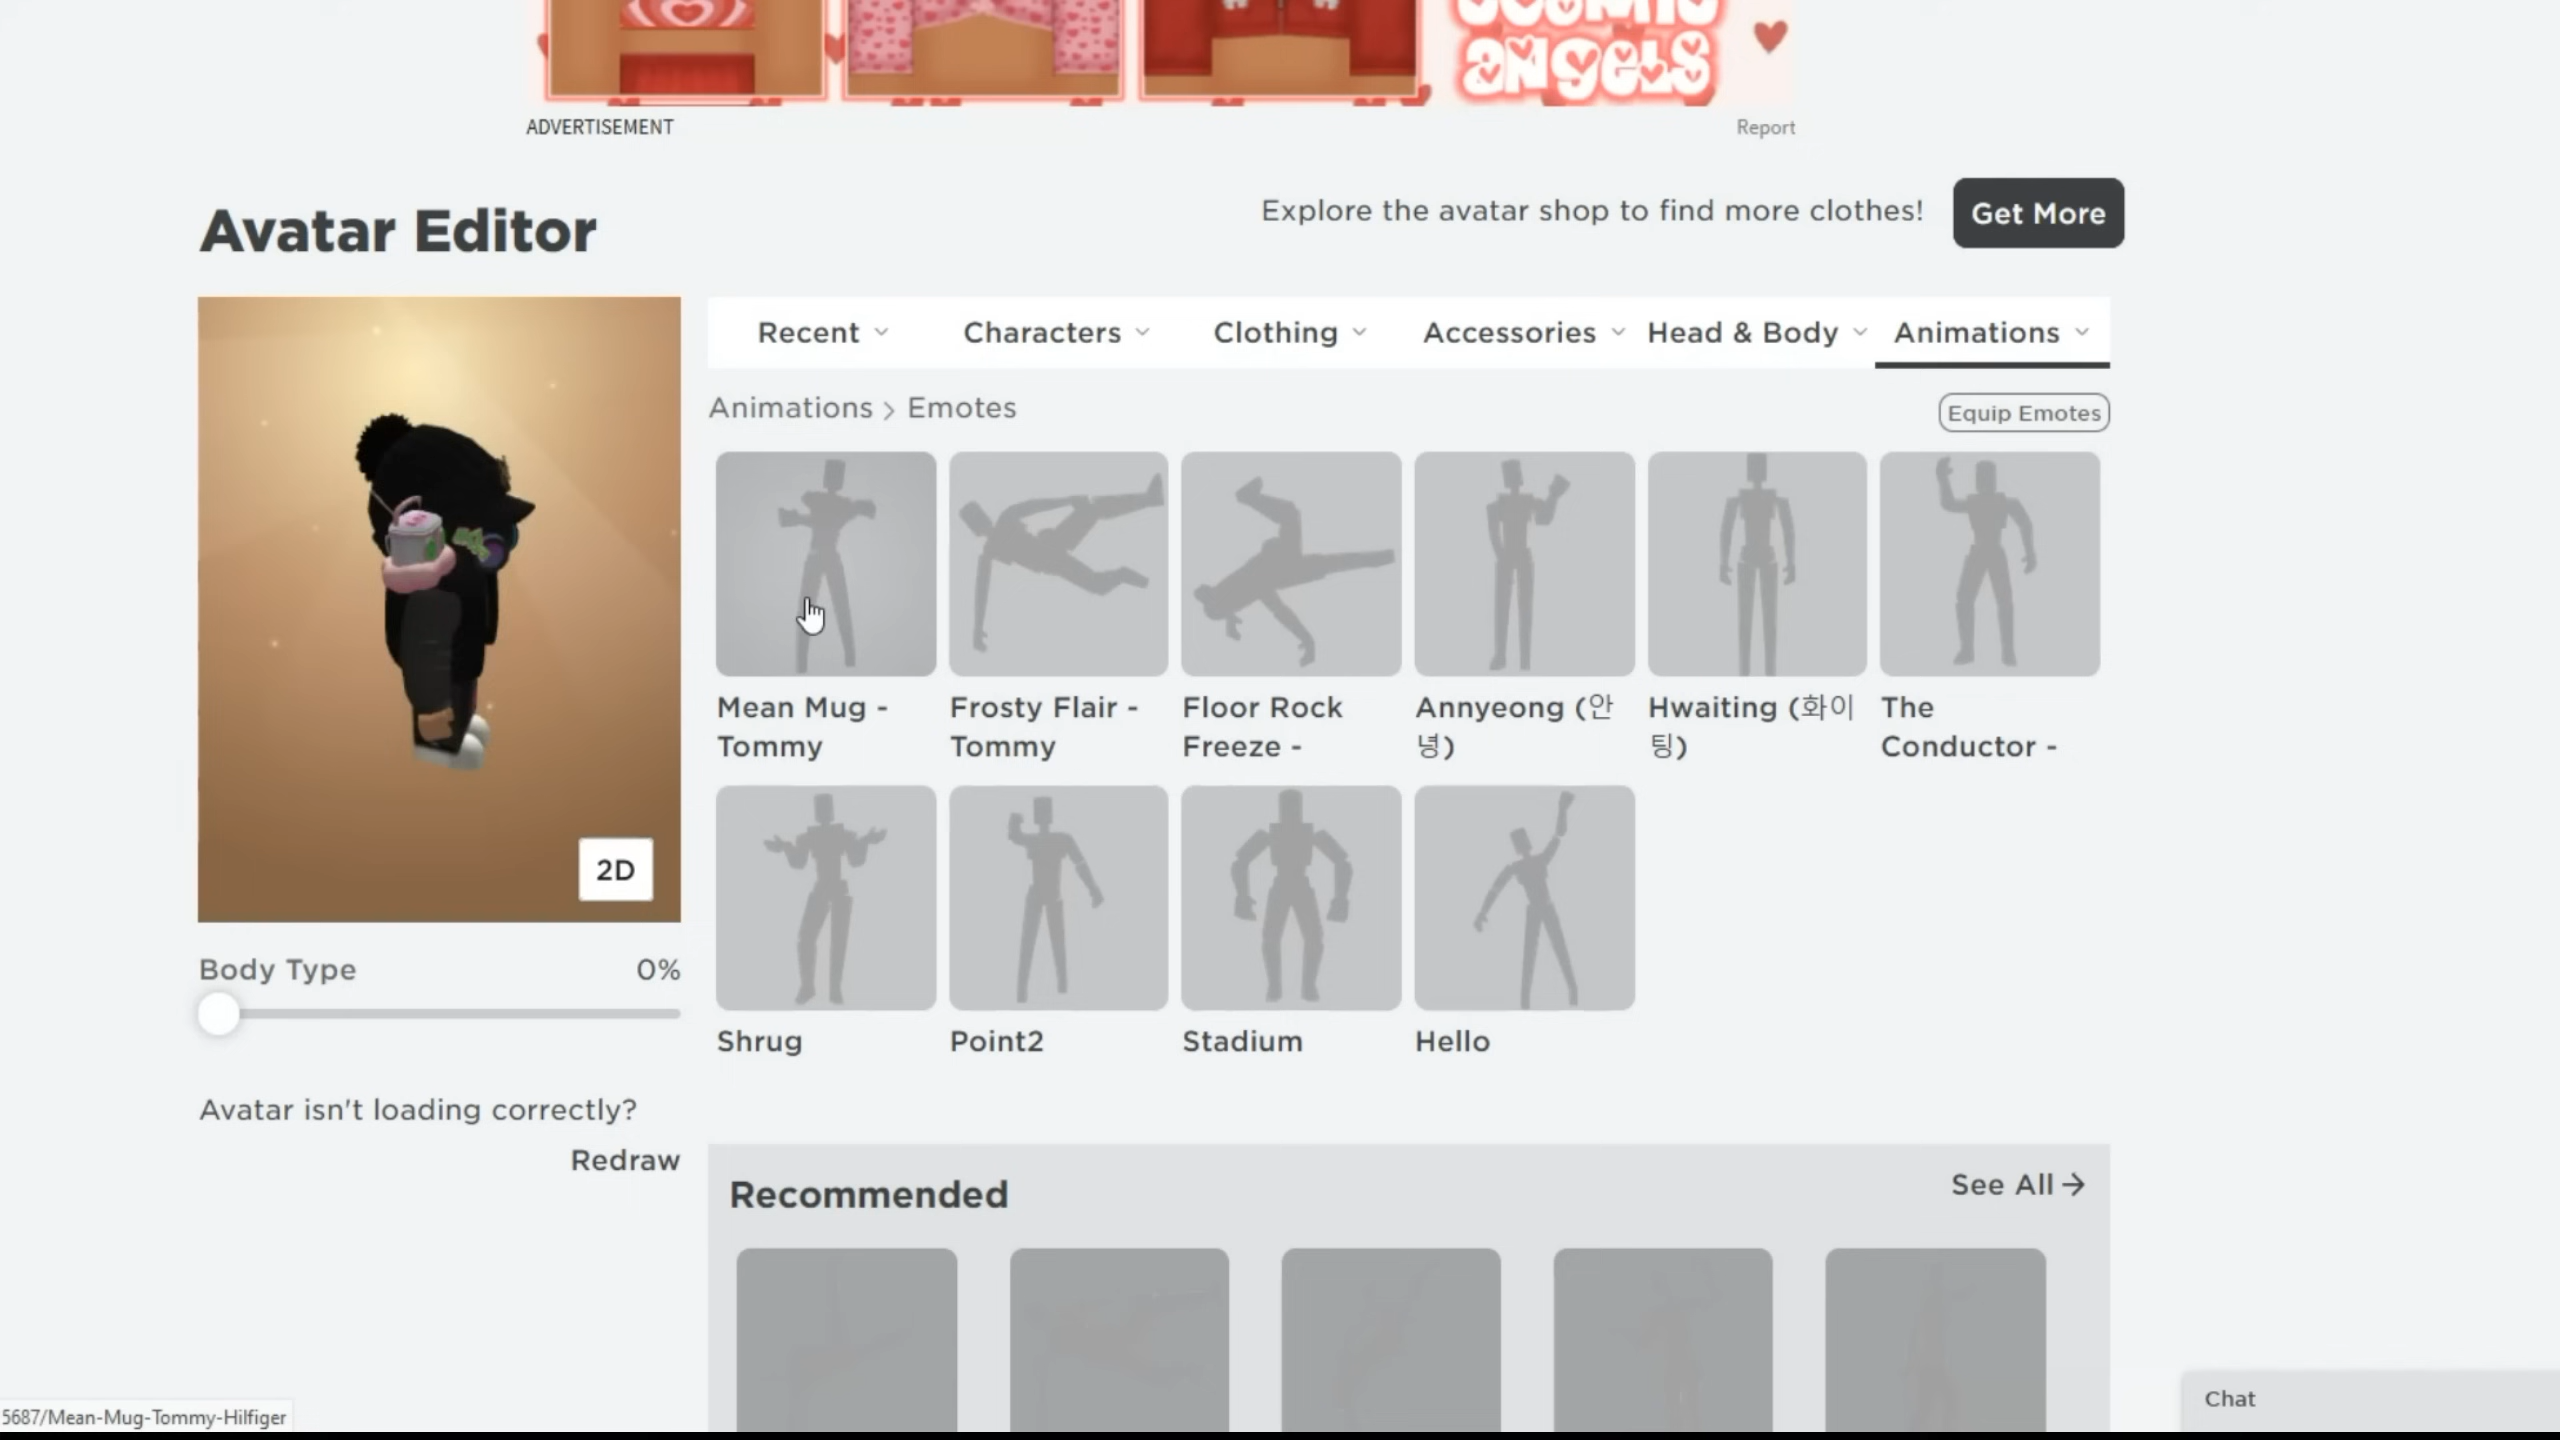 angels
ADVERTISEMENT
Report
Avatar Editor
Explore the avatar shop to find more clothes!
Get More
Recent
Characters
Clothing
Accessories
Head & Body
Animations
Animations > Emotes
Equip Emotes
Mean Mug -
Tommy
Frosty Flair -
Tommy
Floor Rock
Freeze -
Annyeong (안
녕)
Hwaiting (화이
팅)
The
Conductor -
2D
Shrug
Point2
Stadium
Hello
Body Type
0%
Avatar isn't loading correctly?
Redraw
Recommended
See All →
5687/Mean-Mug-Tommy-Hilfiger
Chat